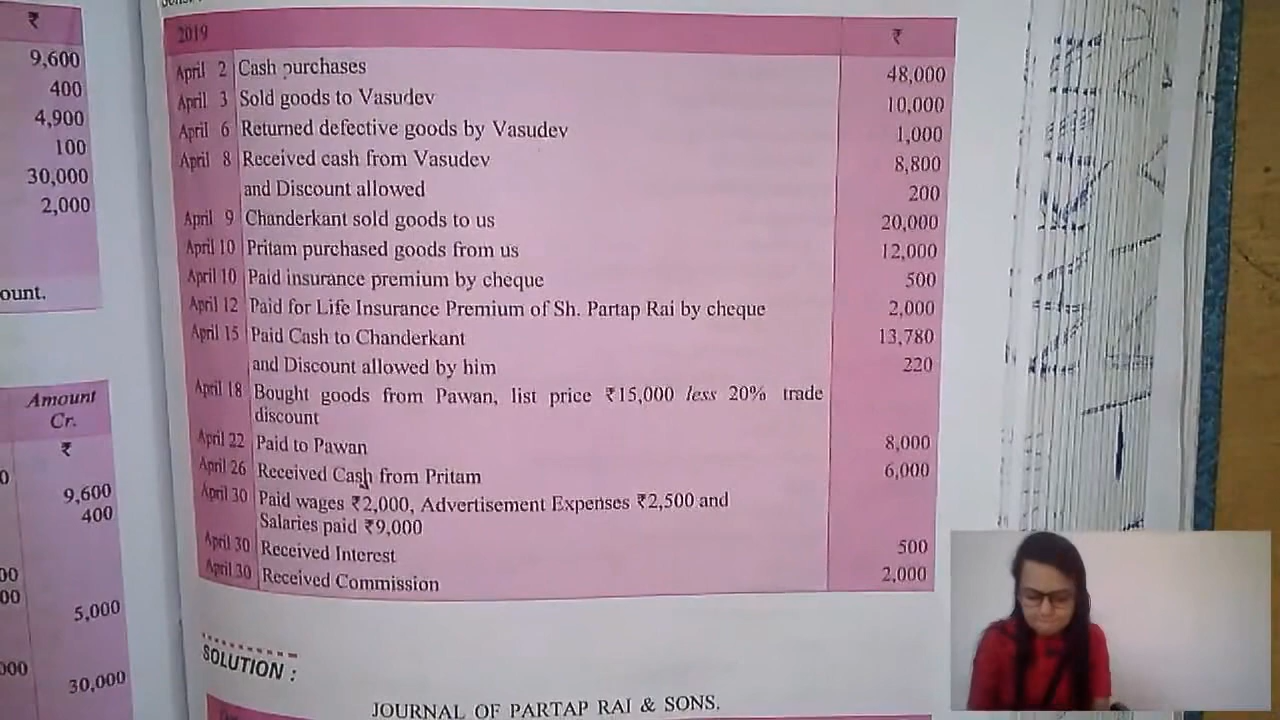 ₹
9,600
400
4,900
100
30,000
2,000
ount.
Amount
Cr.
₹
9,600
400
5,000
30,000
2019 ₹
April 2 Cash purchases 48,000
April 3 Sold goods to Vasudev 10,000
April 6 Returned defective goods by Vasudev 1,000
April 8 Received cash from Vasudev 8,800
and Discount allowed 200
April 9 Chanderkant sold goods to us 20,000
April 10 Pritam purchased goods from us 12,000
April 10 Paid insurance premium by cheque 500
April 12 Paid for Life Insurance Premium of Sh. Partap Rai by cheque 2,000
April 15 Paid Cash to Chanderkant 13,780
and Discount allowed by him 220
April 18 Bought goods from Pawan, list price ₹15,000 less 20% trade
discount
April 22 Paid to Pawan 8,000
April 26 Received Cash from Pritam 6,000
April 30 Paid wages ₹2,000, Advertisement Expenses ₹2,500 and
Salaries paid ₹9,000
April 30 Received Interest 500
April 30 Received Commission 2,000
SOLUTION :
JOURNAL OF PARTAP RAI & SONS.